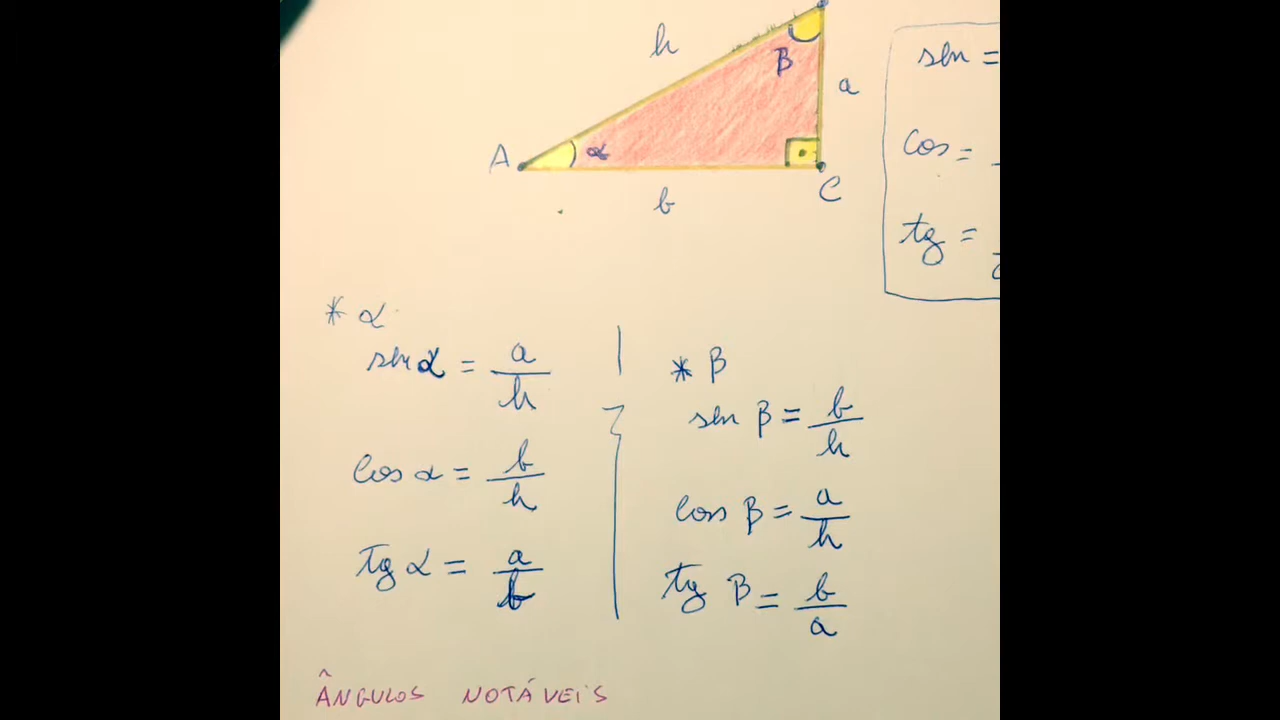 h
β
a
A
α
b
C
sen =
cos =
tg =
* α
sen α = a/h
cos α = b/h
tg α = a/b
* β
sen β = b/h
cos β = a/h
tg β = b/a
ÂNGULOS NOTÁVEIS